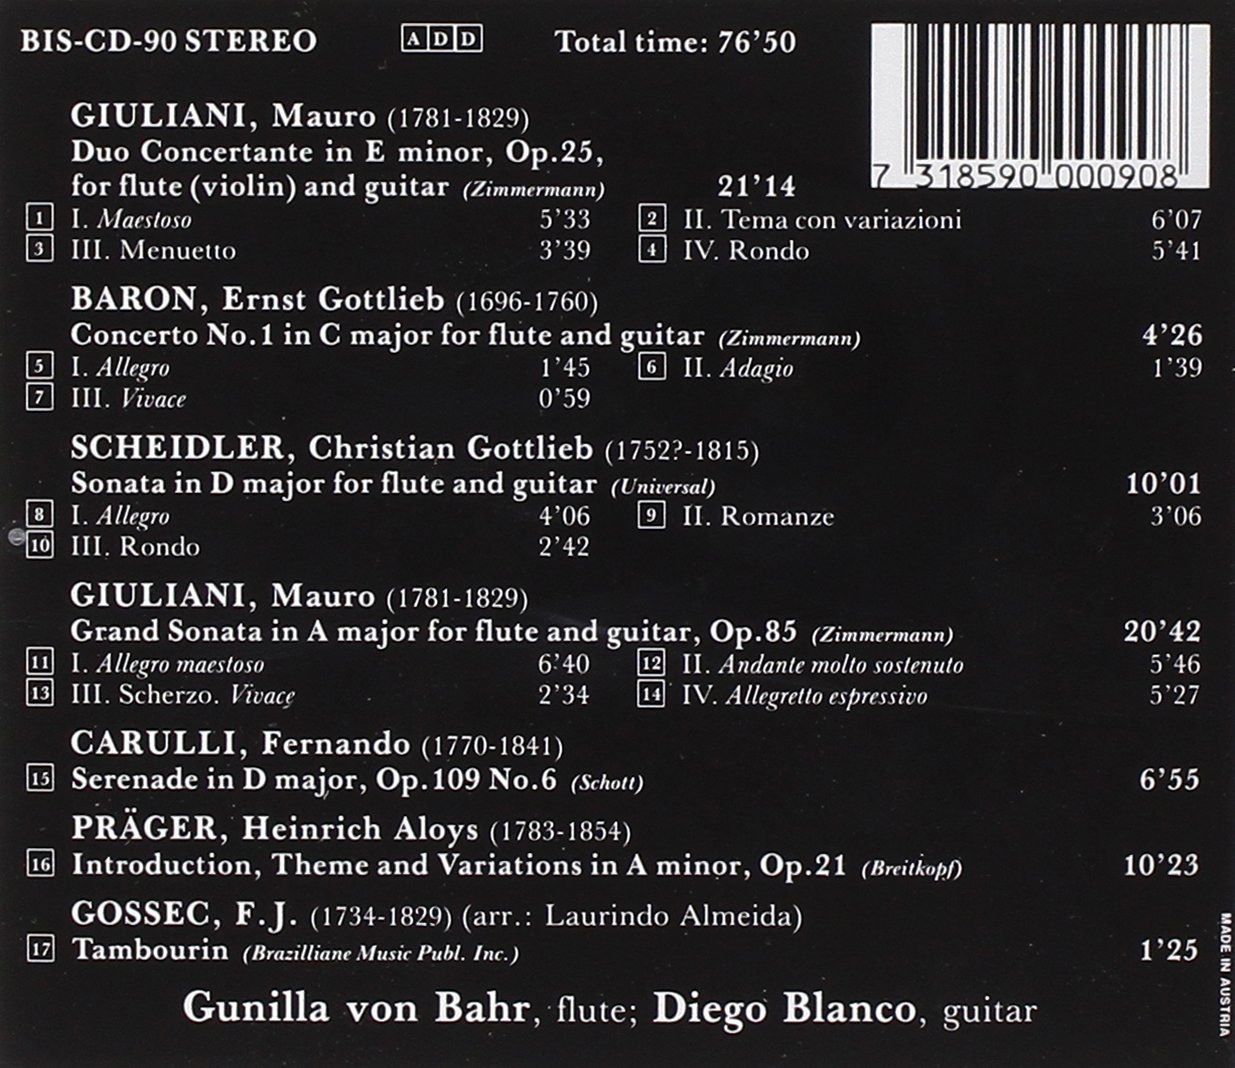 BIS-CD-90 STEREO ADD Total time: 76'50
7 318590 000908
GIULIANI, Mauro (1781-1829)
Duo Concertante in E minor, Op.25,
for flute (violin) and guitar (Zimmermann) 21'14
1 I. Maestoso 5'33 2 II. Tema con variazioni 6'07
3 III. Menuetto 3'39 4 IV. Rondo 5'41
BARON, Ernst Gottlieb (1696-1760)
Concerto No.1 in C major for flute and guitar (Zimmermann) 4'26
5 I. Allegro 1'45 6 II. Adagio 1'39
7 III. Vivace 0'59
SCHEIDLER, Christian Gottlieb (1752?-1815)
Sonata in D major for flute and guitar (Universal) 10'01
8 I. Allegro 4'06 9 II. Romanze 3'06
10 III. Rondo 2'42
GIULIANI, Mauro (1781-1829)
Grand Sonata in A major for flute and guitar, Op.85 (Zimmermann) 20'42
11 I. Allegro maestoso 6'40 12 II. Andante molto sostenuto 5'46
13 III. Scherzo. Vivace 2'34 14 IV. Allegretto espressivo 5'27
CARULLI, Fernando (1770-1841)
15 Serenade in D major, Op.109 No.6 (Schott) 6'55
PRÄGER, Heinrich Aloys (1783-1854)
16 Introduction, Theme and Variations in A minor, Op.21 (Breitkopf) 10'23
GOSSEC, F.J. (1734-1829) (arr.: Laurindo Almeida)
17 Tambourin (Brazilliane Music Publ. Inc.) 1'25
Gunilla von Bahr, flute; Diego Blanco, guitar
MADE IN AUSTRIA